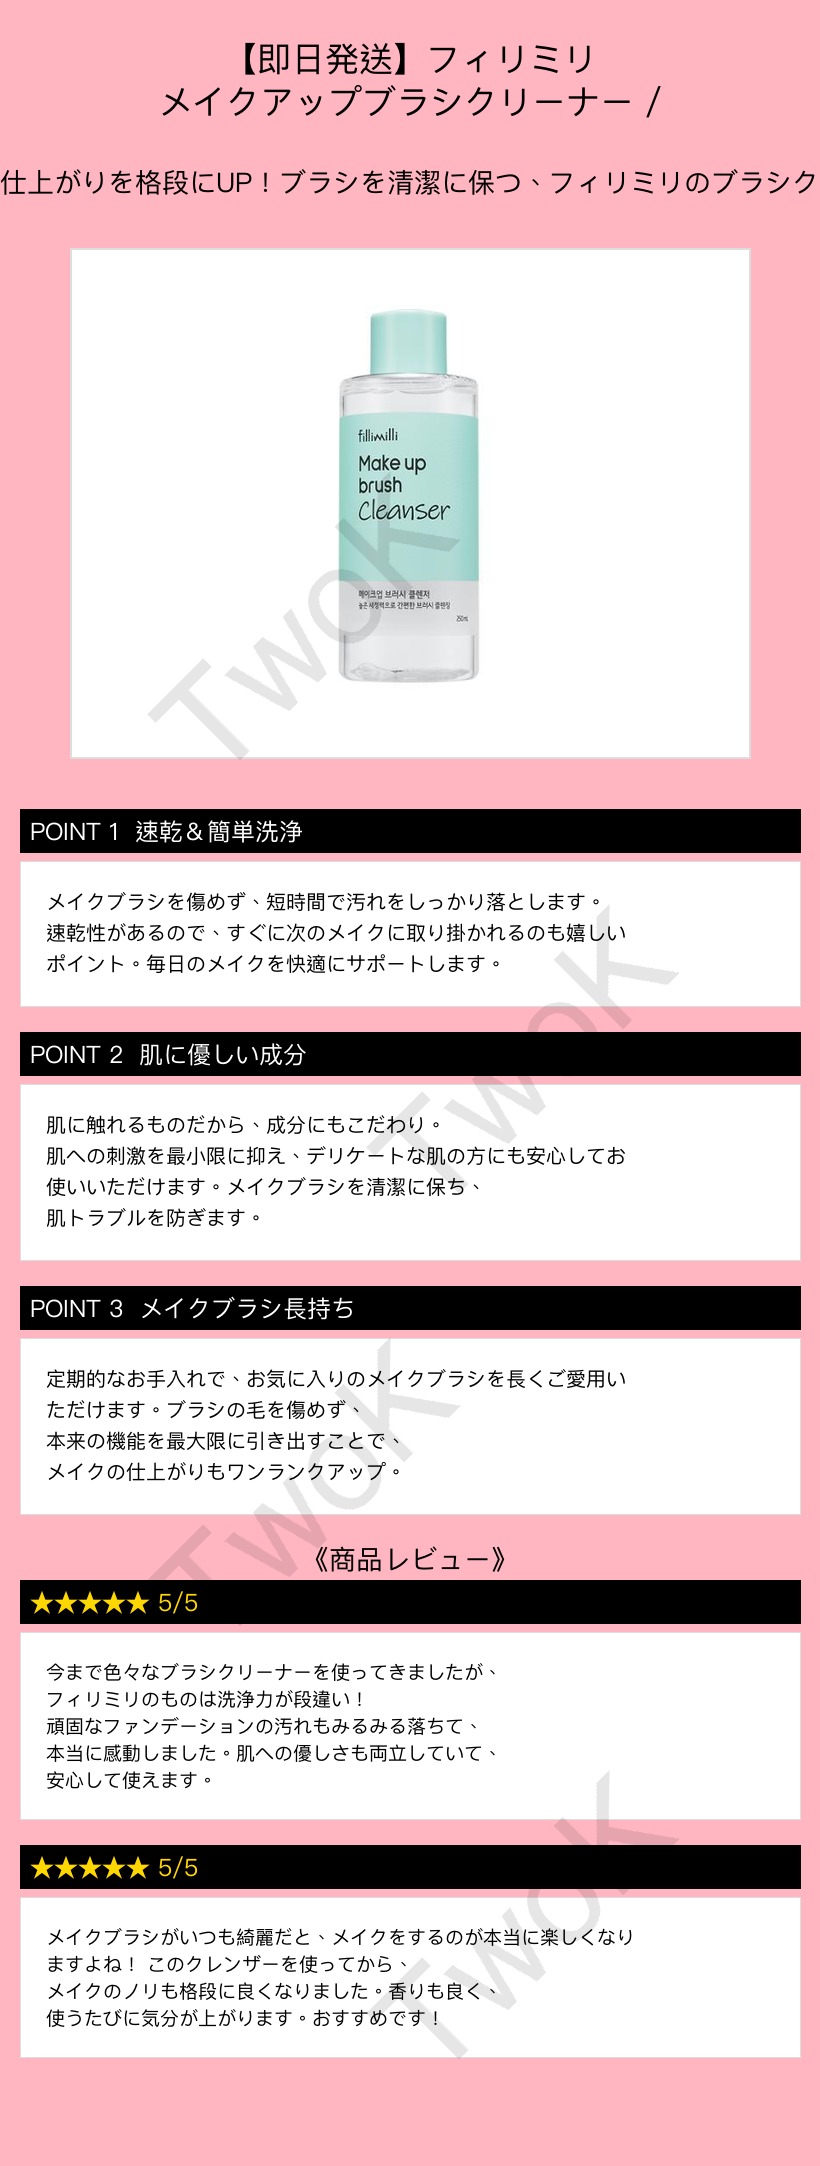 【即日発送】フィリミリ
メイクアップブラシクリーナー /
仕上がりを格段にUP！ブラシを清潔に保つ、フィリミリのブラシク
fillimilli
Make up
brush
Cleanser
메이크업 브러시 클렌저
높은 세정력으로 간편한 브러시 클렌징
250mL
TwoK
POINT 1 速乾＆簡単洗浄
メイクブラシを傷めず、短時間で汚れをしっかり落とします。
速乾性があるので、すぐに次のメイクに取り掛かれるのも嬉しい
ポイント。毎日のメイクを快適にサポートします。
TwoK
POINT 2 肌に優しい成分
肌に触れるものだから、成分にもこだわり。
肌への刺激を最小限に抑え、デリケートな肌の方にも安心してお
使いいただけます。メイクブラシを清潔に保ち、
肌トラブルを防ぎます。
POINT 3 メイクブラシ長持ち
定期的なお手入れで、お気に入りのメイクブラシを長くご愛用い
ただけます。ブラシの毛を傷めず、
本来の機能を最大限に引き出すことで、
メイクの仕上がりもワンランクアップ。
TwoK
《商品レビュー》
★★★★★ 5/5
今まで色々なブラシクリーナーを使ってきましたが、
フィリミリのものは洗浄力が段違い！
頑固なファンデーションの汚れもみるみる落ちて、
本当に感動しました。肌への優しさも両立していて、
安心して使えます。
★★★★★ 5/5
メイクブラシがいつも綺麗だと、メイクをするのが本当に楽しくなり
ますよね！ このクレンザーを使ってから、
メイクのノリも格段に良くなりました。香りも良く、
使うたびに気分が上がります。おすすめです！
TwoK